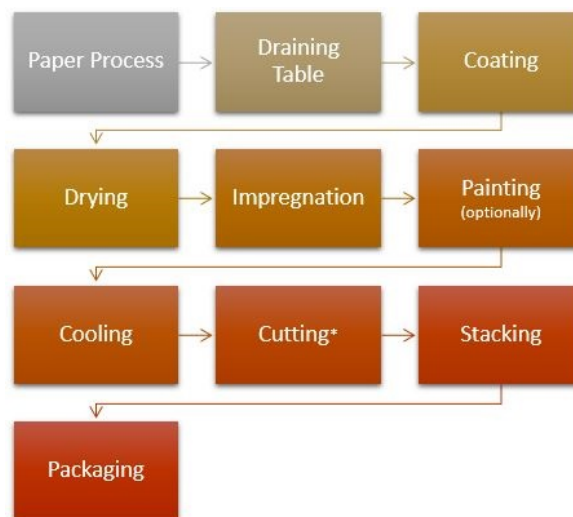 Paper Process
Draining
Table
Coating
Drying
Impregnation
Painting
(optionally)
Cooling
Cutting*
Stacking
Packaging